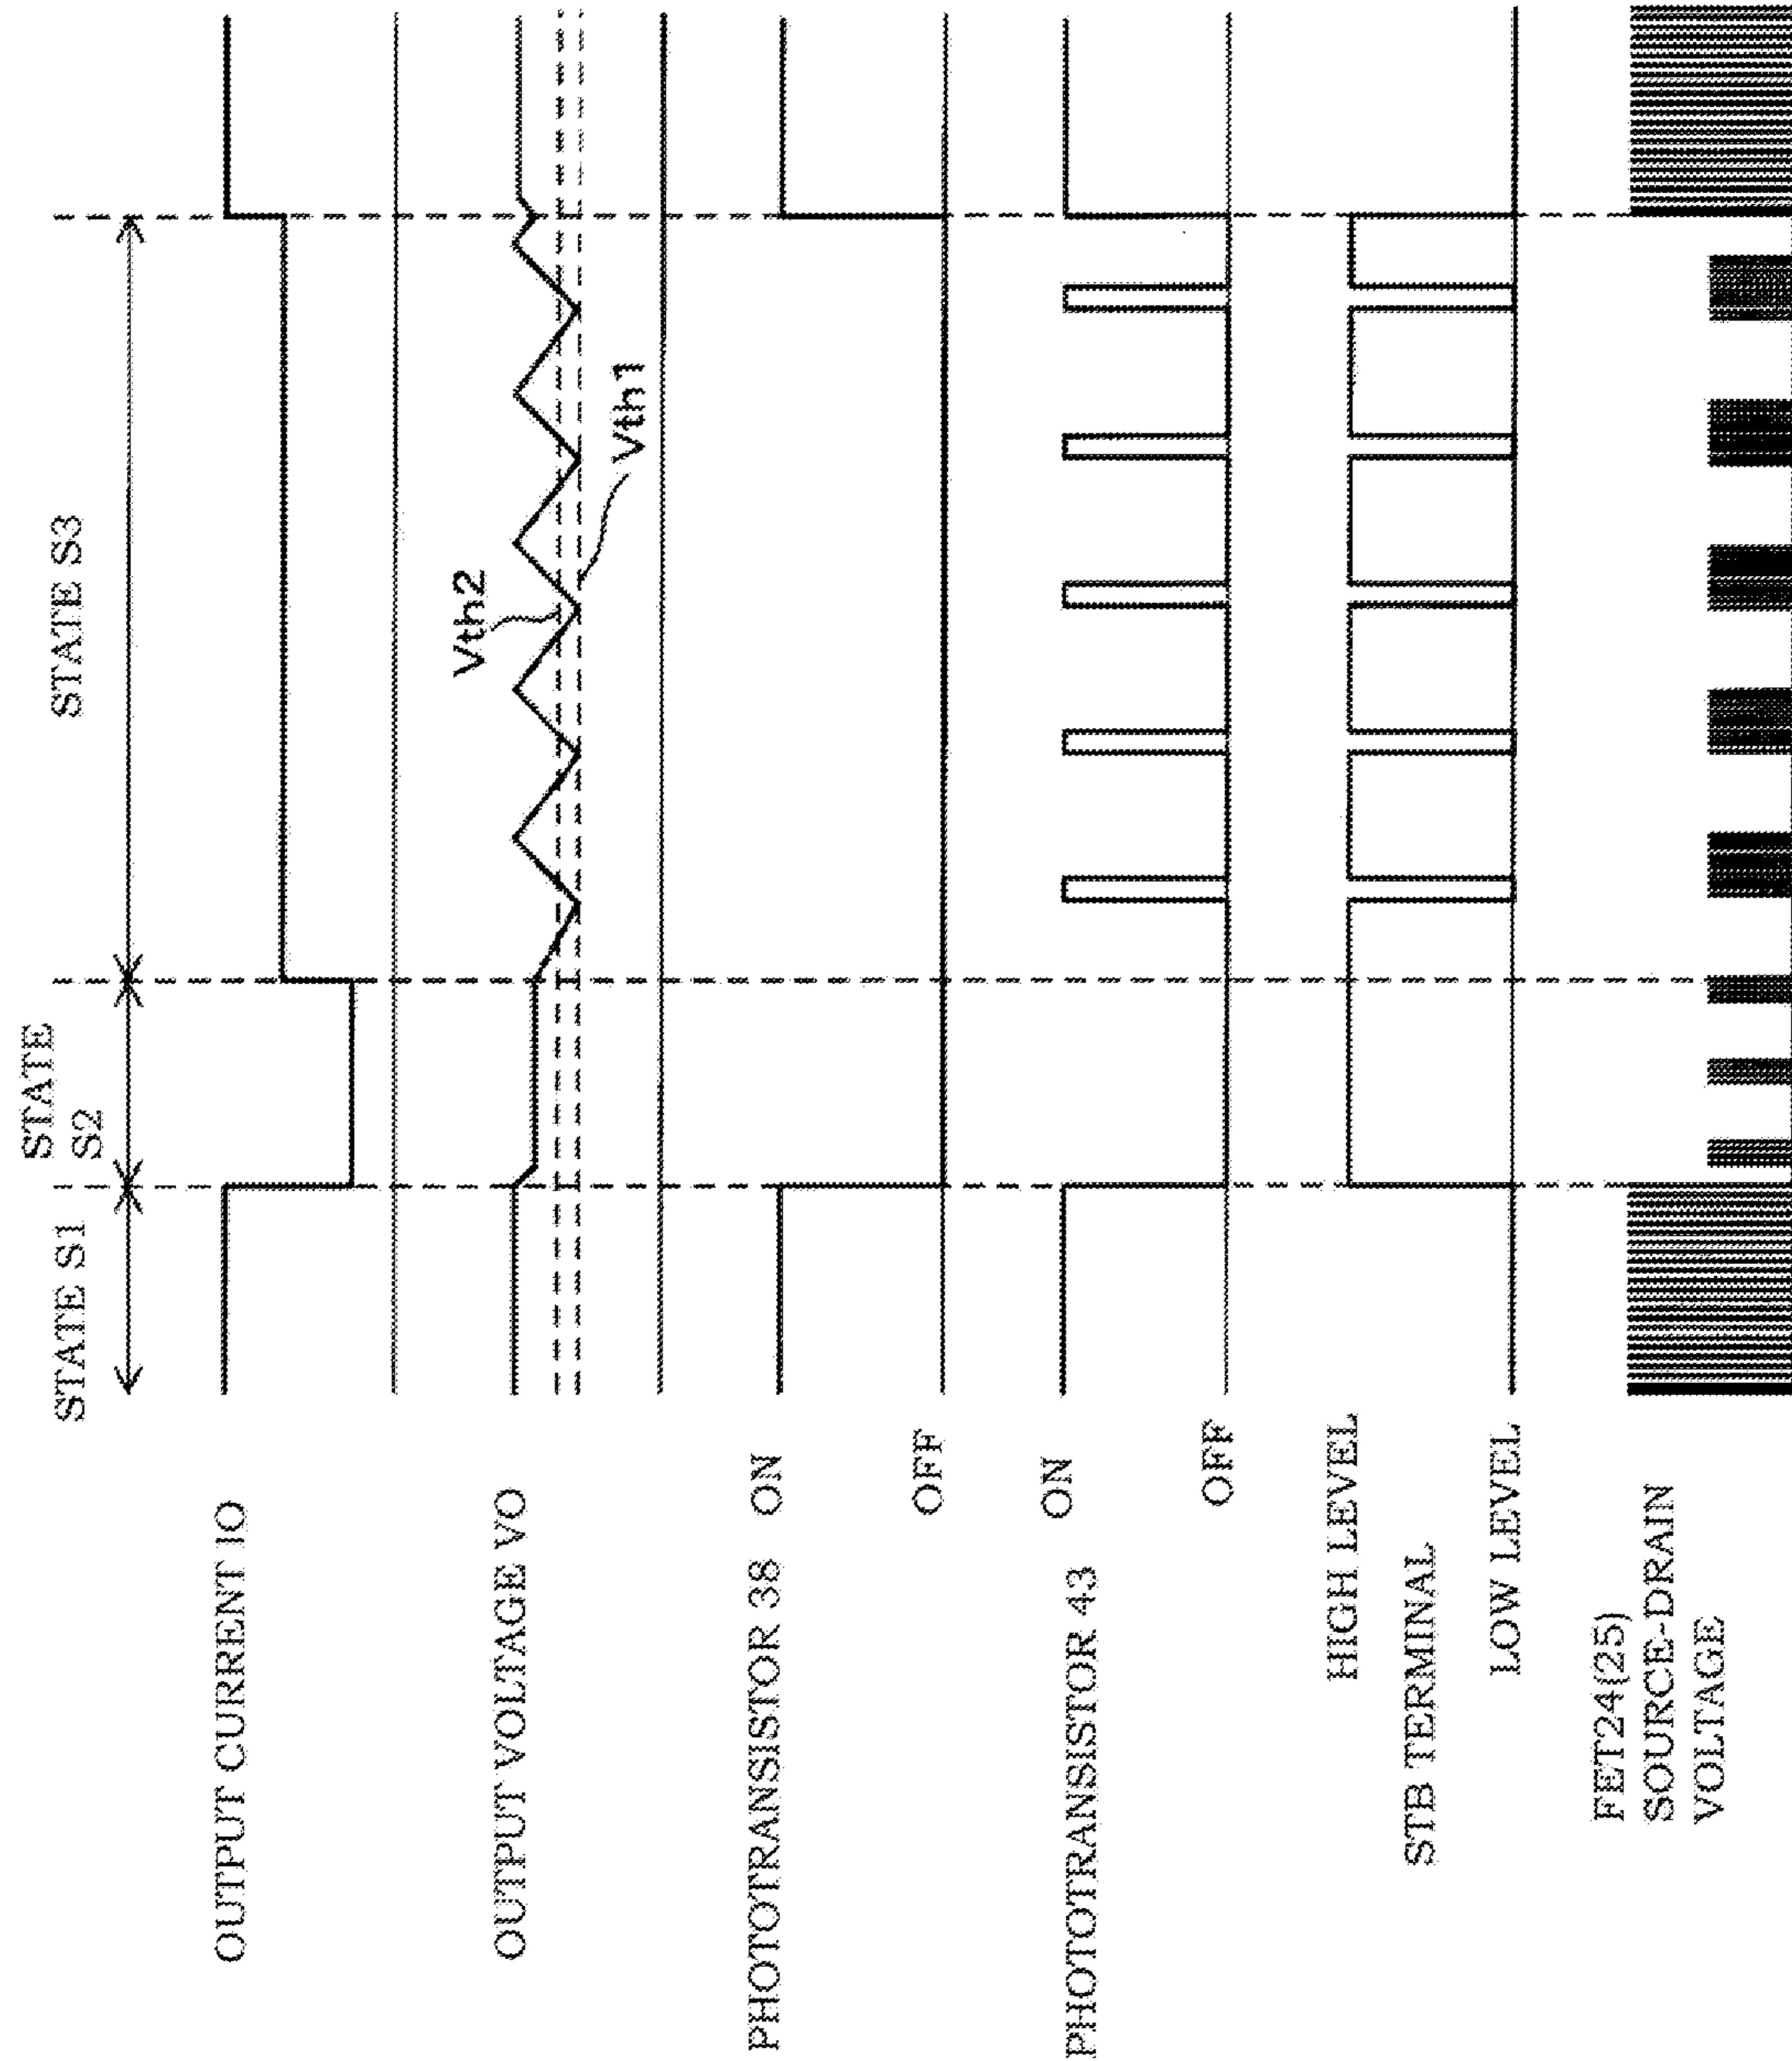 STATE S1
STATE
S2
STATE S3
OUTPUT CURRENT IO
OUTPUT VOLTAGE VO
Vth2
Vth1
PHOTOTRANSISTOR 38 ON
OFF
PHOTOTRANSISTOR 43 ON
OFF
HIGH LEVEL
STB TERMINAL
LOW LEVEL
FET24(25)
SOURCE-DRAIN
VOLTAGE